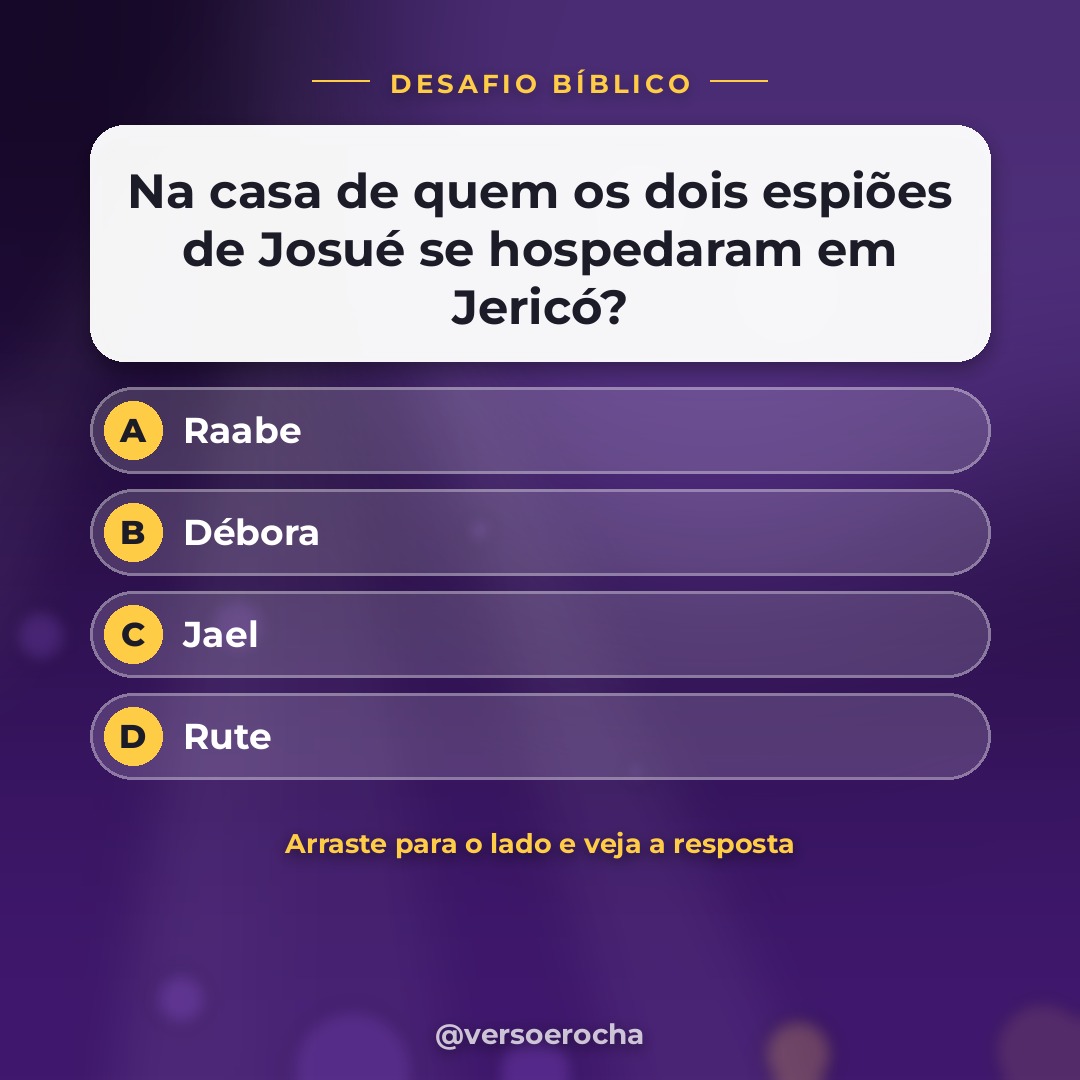 DESAFIO BÍBLICO
Na casa de quem os dois espiões
de Josué se hospedaram em
Jericó?
A Raabe
B Débora
C Jael
D Rute
Arraste para o lado e veja a resposta
@versoerocha